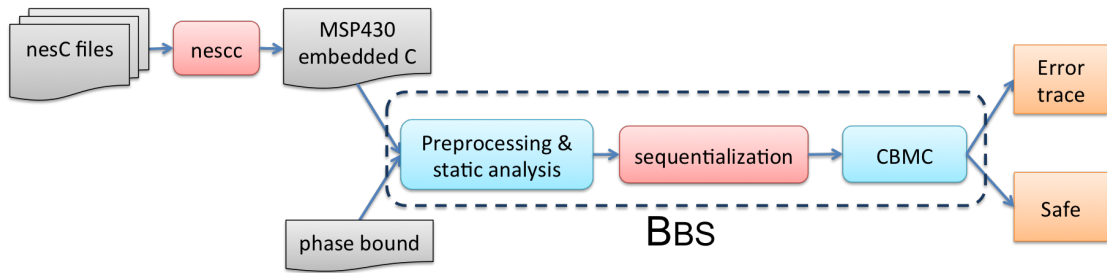 nesC files
nescc
MSP430
embedded C
Preprocessing &
static analysis
sequentialization
CBMC
Error
trace
Safe
phase bound
BBS